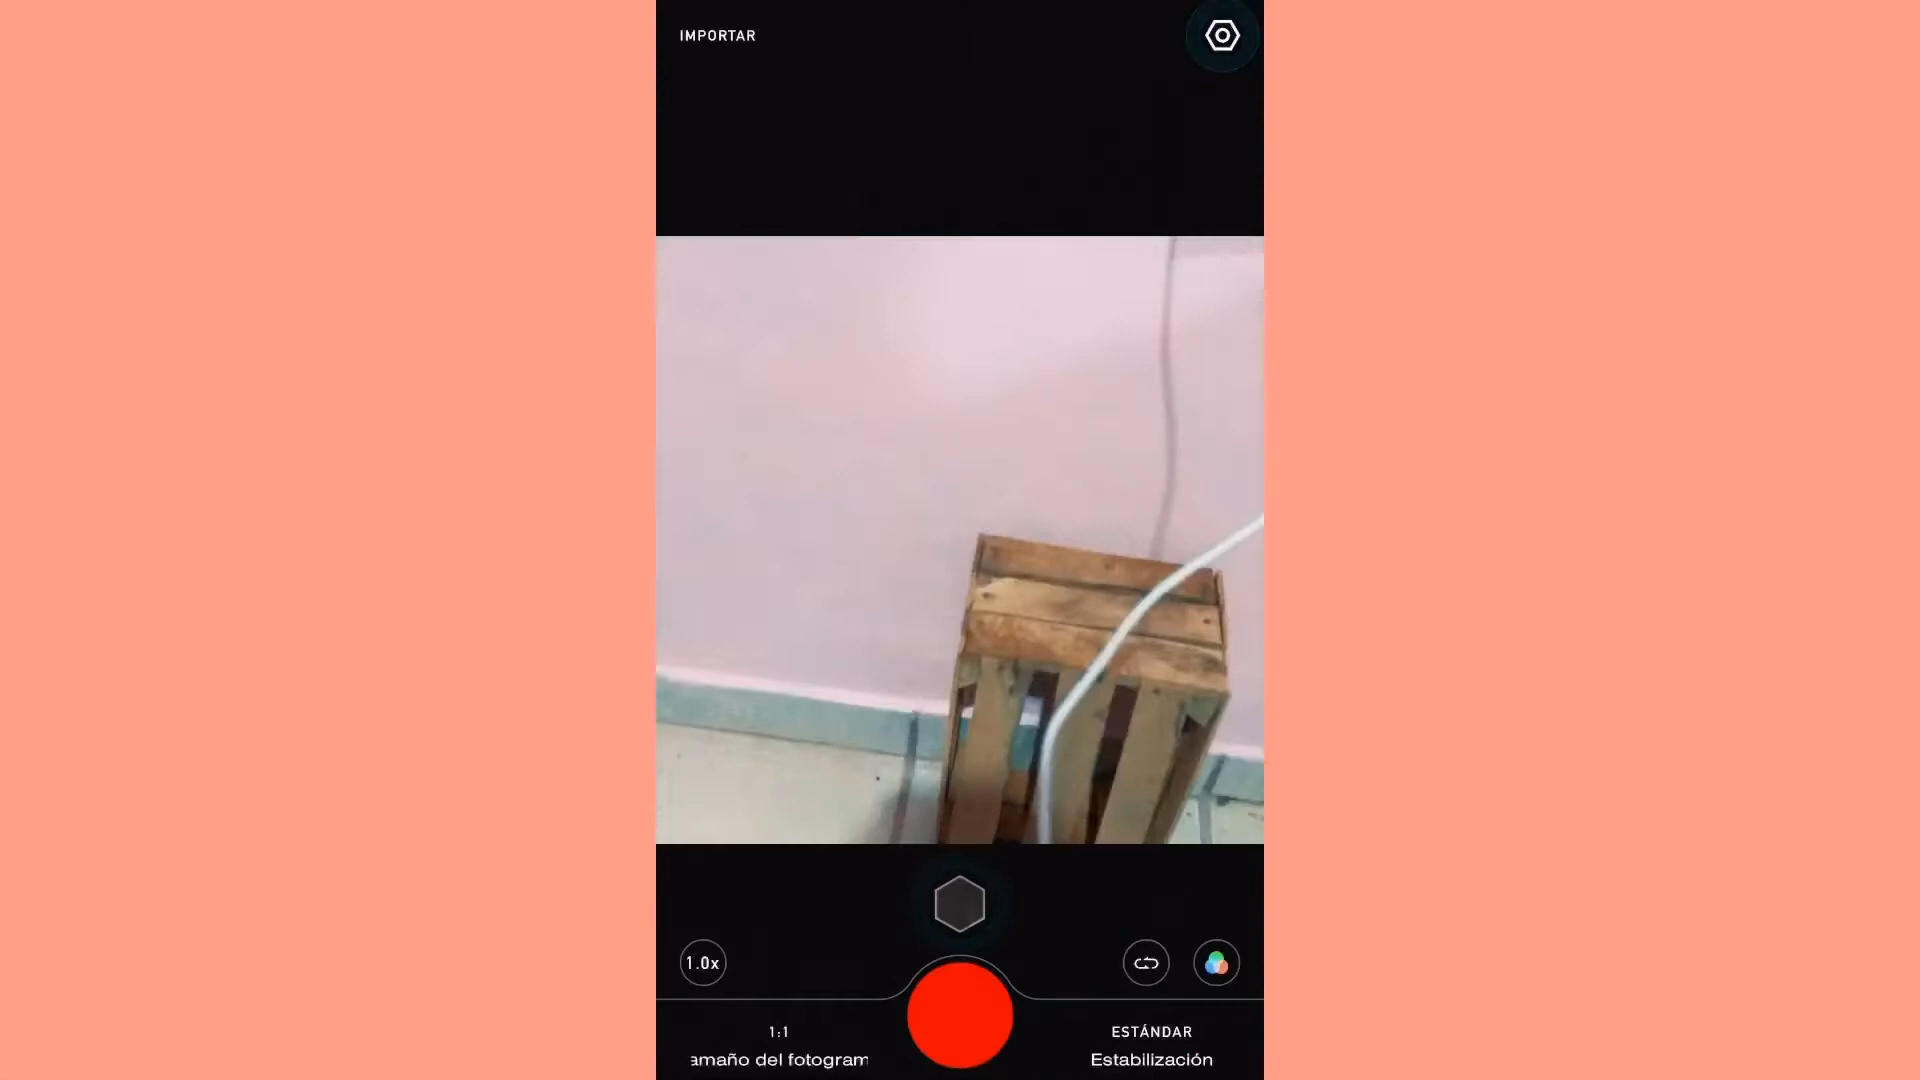 IMPORTAR
1.0x
1:1
amaño del fotogram
ESTÁNDAR
Estabilización